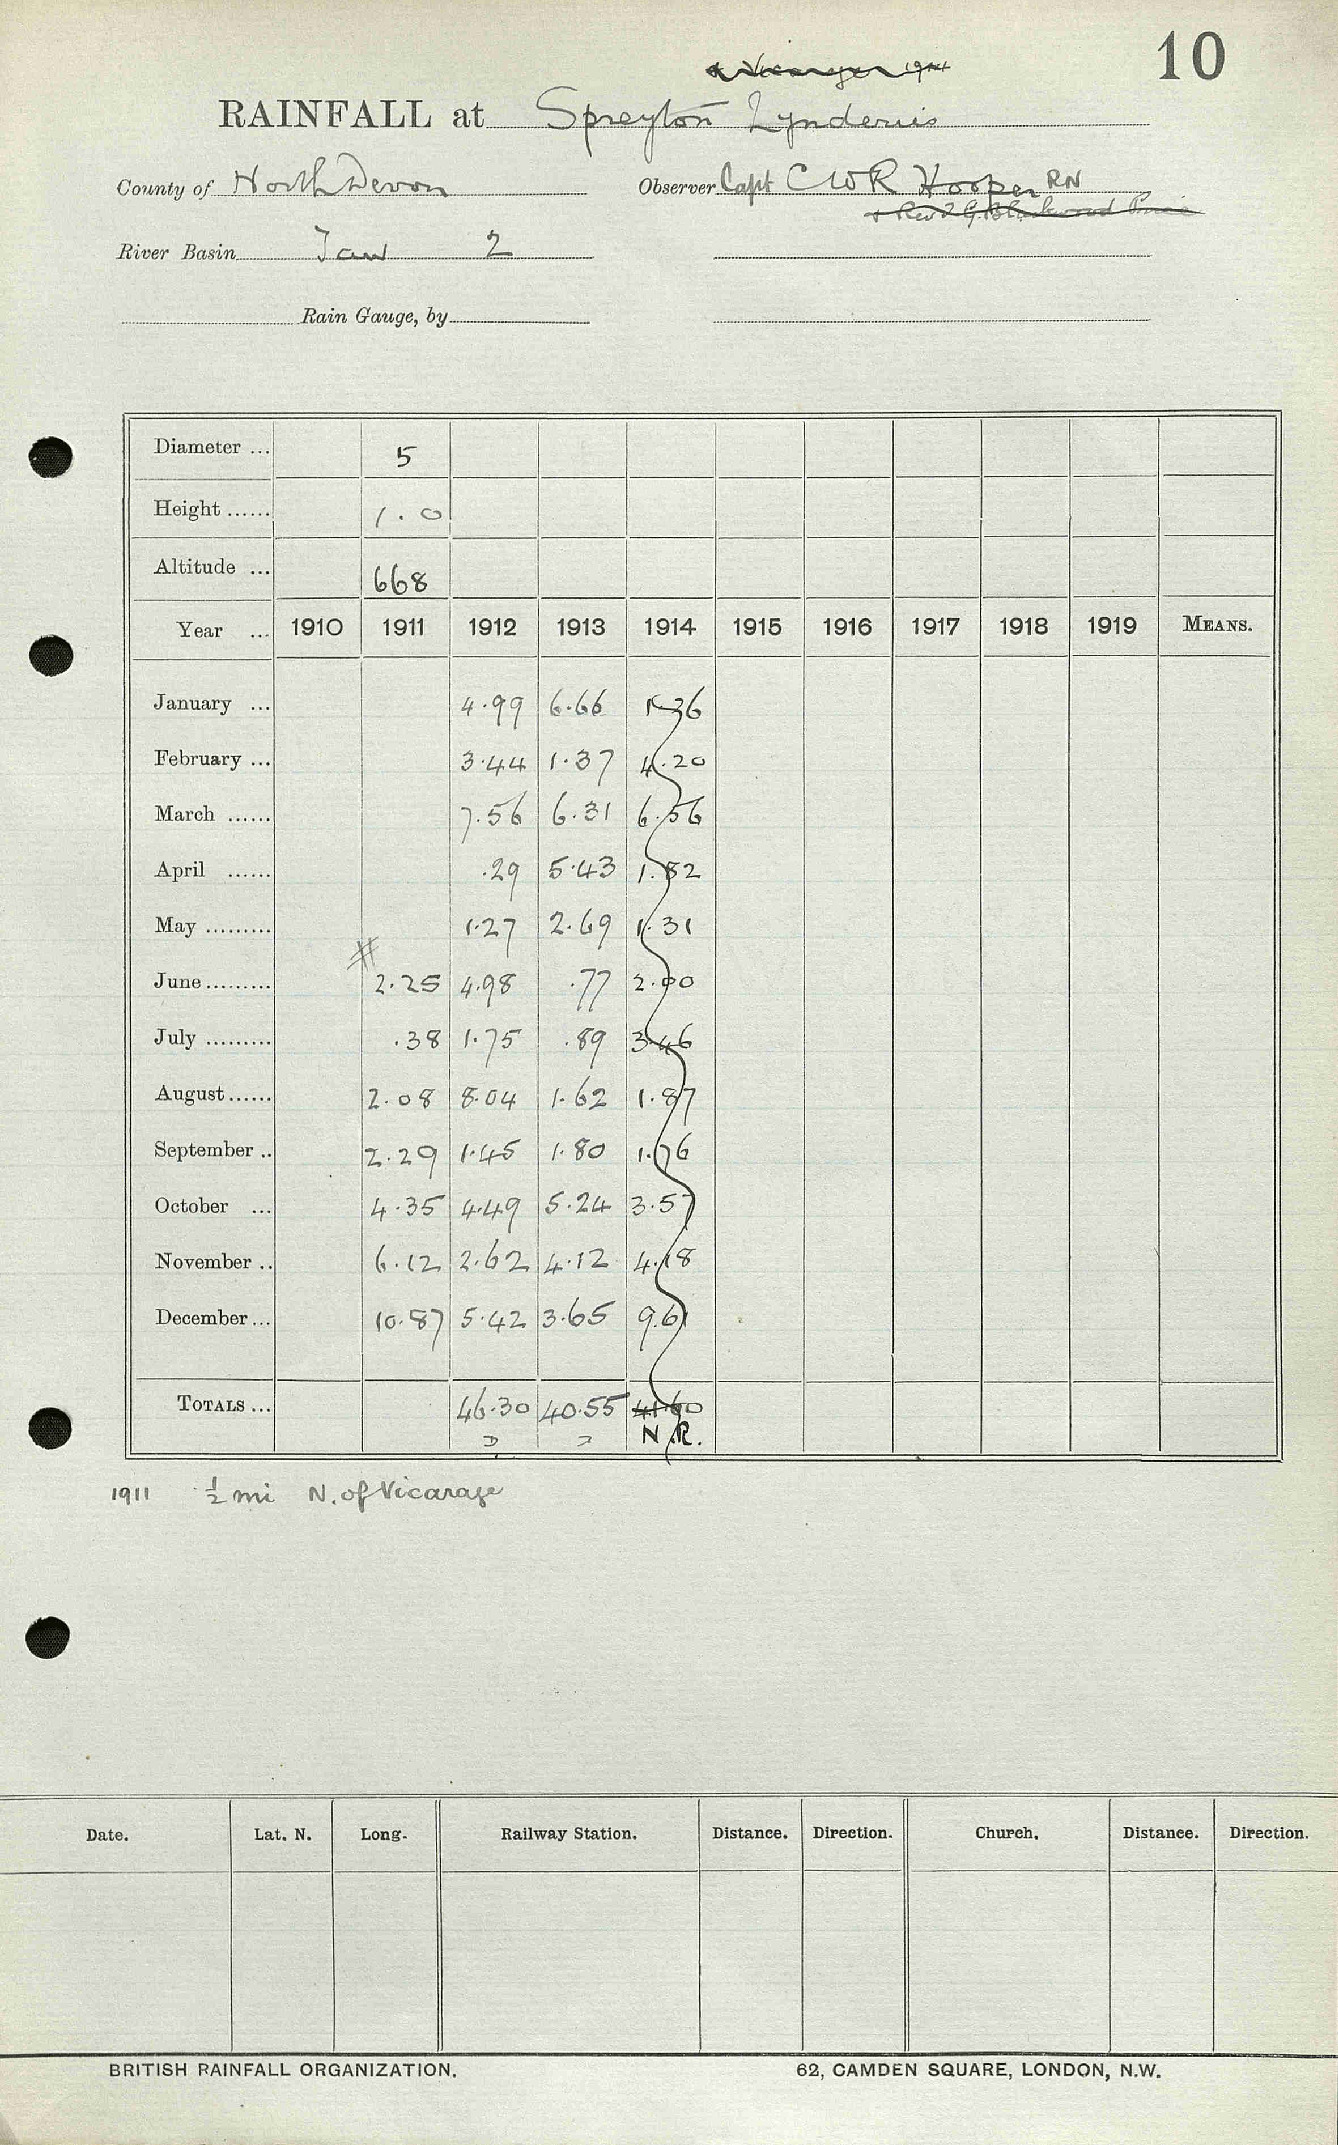 10
Vicarage 1911
RAINFALL at Spreyton
County of North Devon Observer Capt C W R Hooper RN
+ Rev
River Basin Taw 2
Rain Gauge, by
Diameter ... 5
Height ...... 1.0
Altitude ... 668
Year ... 1910 1911 1912 1913 1914 1915 1916 1917 1918 1919 MEANS.
January ... 4.99 6.66 1.36
February ... 3.44 1.37 4.20
March ...... 7.56 6.31 6.56
April ...... .29 5.43 1.82
May ......... 1.27 2.69 1.31
June ......... 2.25 4.98 .77 2.00
July ......... .38 1.75 .89 3.46
August ...... 2.08 8.04 1.62 1.87
September .. 2.29 1.45 1.80 1.76
October ... 4.35 4.49 5.24 3.57
November .. 6.12 2.62 4.12 4.18
December ... 10.87 5.42 3.65 9.61
TOTALS ... 46.30 40.55 41.60
N.R.
1911 ½ mi N. of Vicarage
Date. Lat. N. Long. Railway Station. Distance. Direction. Church. Distance. Direction.
BRITISH RAINFALL ORGANIZATION. 62, CAMDEN SQUARE, LONDON, N.W.